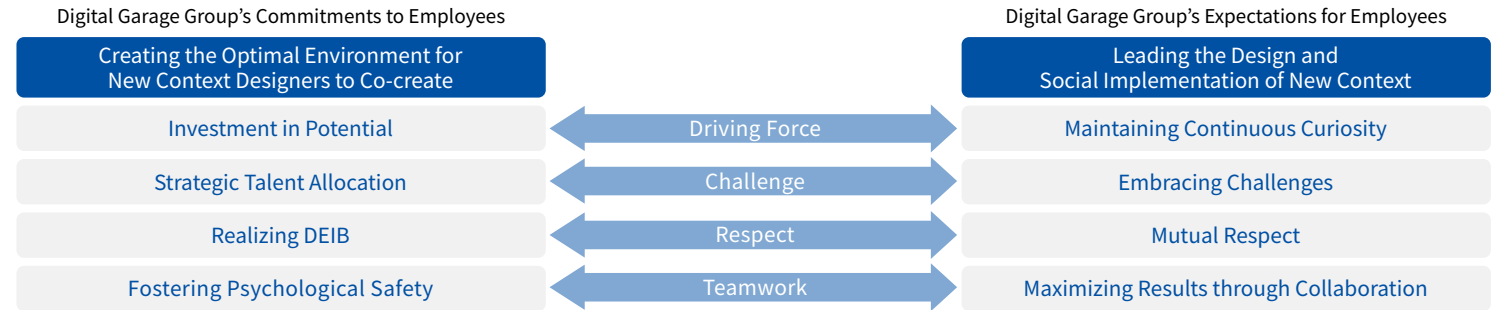 Digital Garage Group’s Commitments to Employees
Digital Garage Group’s Expectations for Employees
Creating the Optimal Environment for
New Context Designers to Co-create
Leading the Design and
Social Implementation of New Context
Investment in Potential
Driving Force
Maintaining Continuous Curiosity
Strategic Talent Allocation
Challenge
Embracing Challenges
Realizing DEIB
Respect
Mutual Respect
Fostering Psychological Safety
Teamwork
Maximizing Results through Collaboration